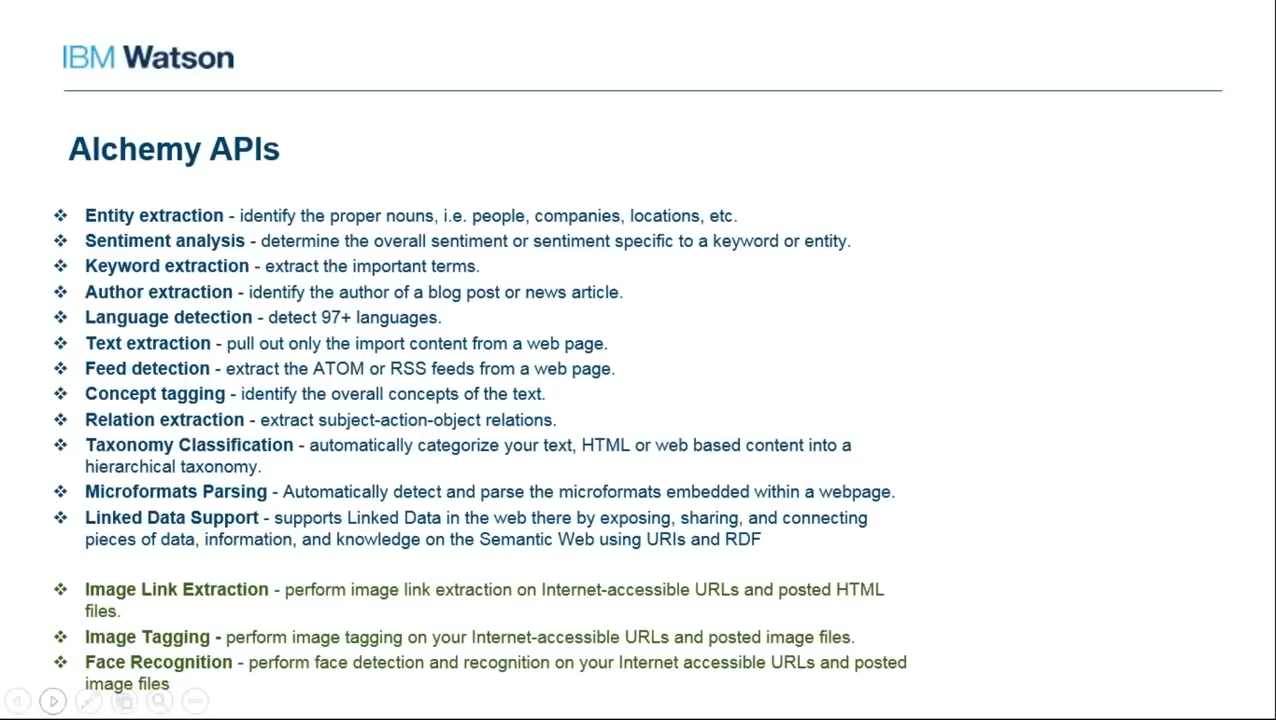 IBM Watson
Alchemy APIs
❖ Entity extraction - identify the proper nouns, i.e. people, companies, locations, etc.
❖ Sentiment analysis - determine the overall sentiment or sentiment specific to a keyword or entity.
❖ Keyword extraction - extract the important terms.
❖ Author extraction - identify the author of a blog post or news article.
❖ Language detection - detect 97+ languages.
❖ Text extraction - pull out only the import content from a web page.
❖ Feed detection - extract the ATOM or RSS feeds from a web page.
❖ Concept tagging - identify the overall concepts of the text.
❖ Relation extraction - extract subject-action-object relations.
❖ Taxonomy Classification - automatically categorize your text, HTML or web based content into a
hierarchical taxonomy.
❖ Microformats Parsing - Automatically detect and parse the microformats embedded within a webpage.
❖ Linked Data Support - supports Linked Data in the web there by exposing, sharing, and connecting
pieces of data, information, and knowledge on the Semantic Web using URIs and RDF
❖ Image Link Extraction - perform image link extraction on Internet-accessible URLs and posted HTML
files.
❖ Image Tagging - perform image tagging on your Internet-accessible URLs and posted image files.
❖ Face Recognition - perform face detection and recognition on your Internet accessible URLs and posted
image files